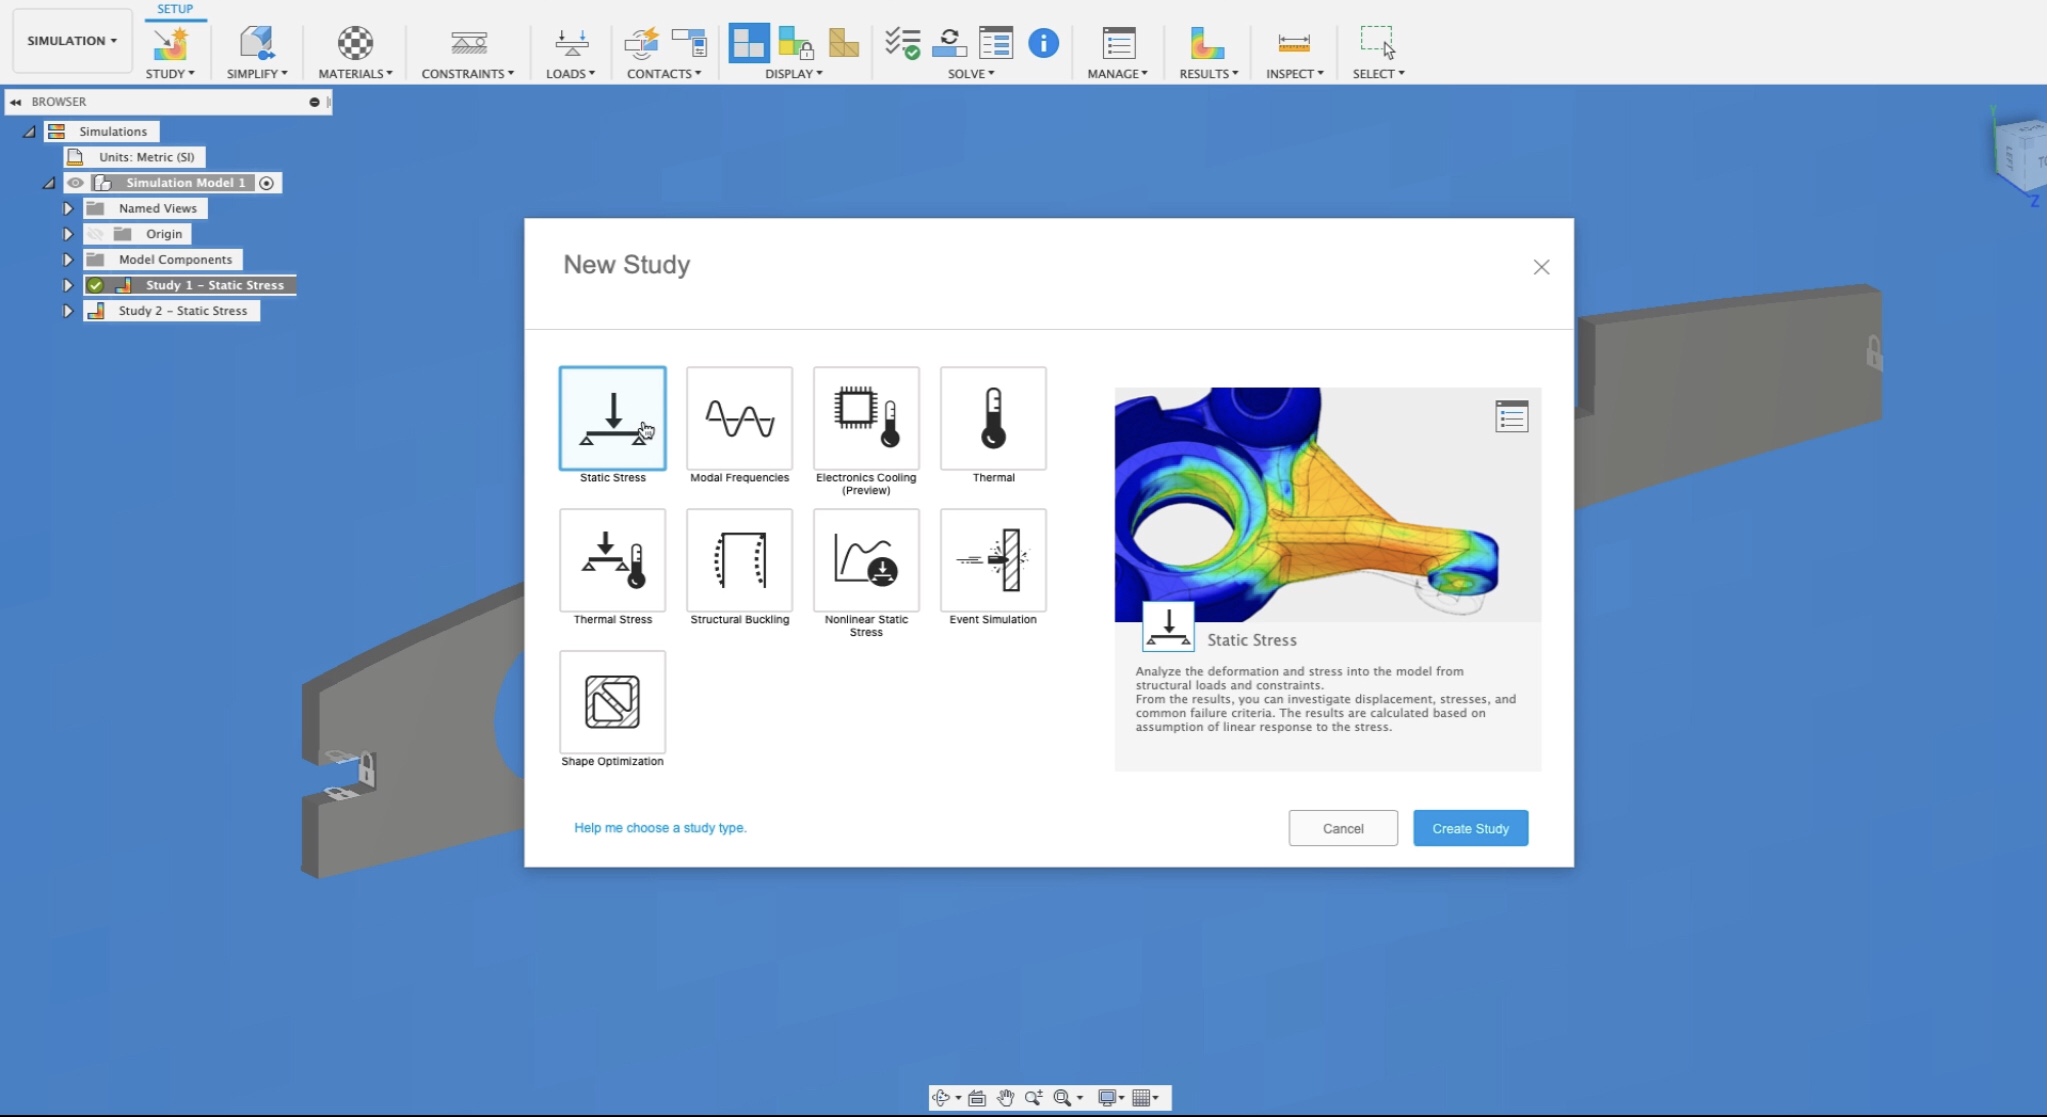 SETUP
SIMULATION
STUDY
SIMPLIFY
MATERIALS
CONSTRAINTS
LOADS
CONTACTS
DISPLAY
SOLVE
MANAGE
RESULTS
INSPECT
SELECT
BROWSER
Simulations
Units: Metric (SI)
Simulation Model 1
Named Views
Origin
Model Components
Study 1 - Static Stress
Study 2 - Static Stress
Y
Z
New Study
Static Stress
Modal Frequencies
Electronics Cooling
(Preview)
Thermal
Thermal Stress
Structural Buckling
Nonlinear Static
Stress
Event Simulation
Shape Optimization
Static Stress
Analyze the deformation and stress into the model from
structural loads and constraints.
From the results, you can investigate displacement, stresses, and
common failure criteria. The results are calculated based on
assumption of linear response to the stress.
Help me choose a study type.
Cancel
Create Study